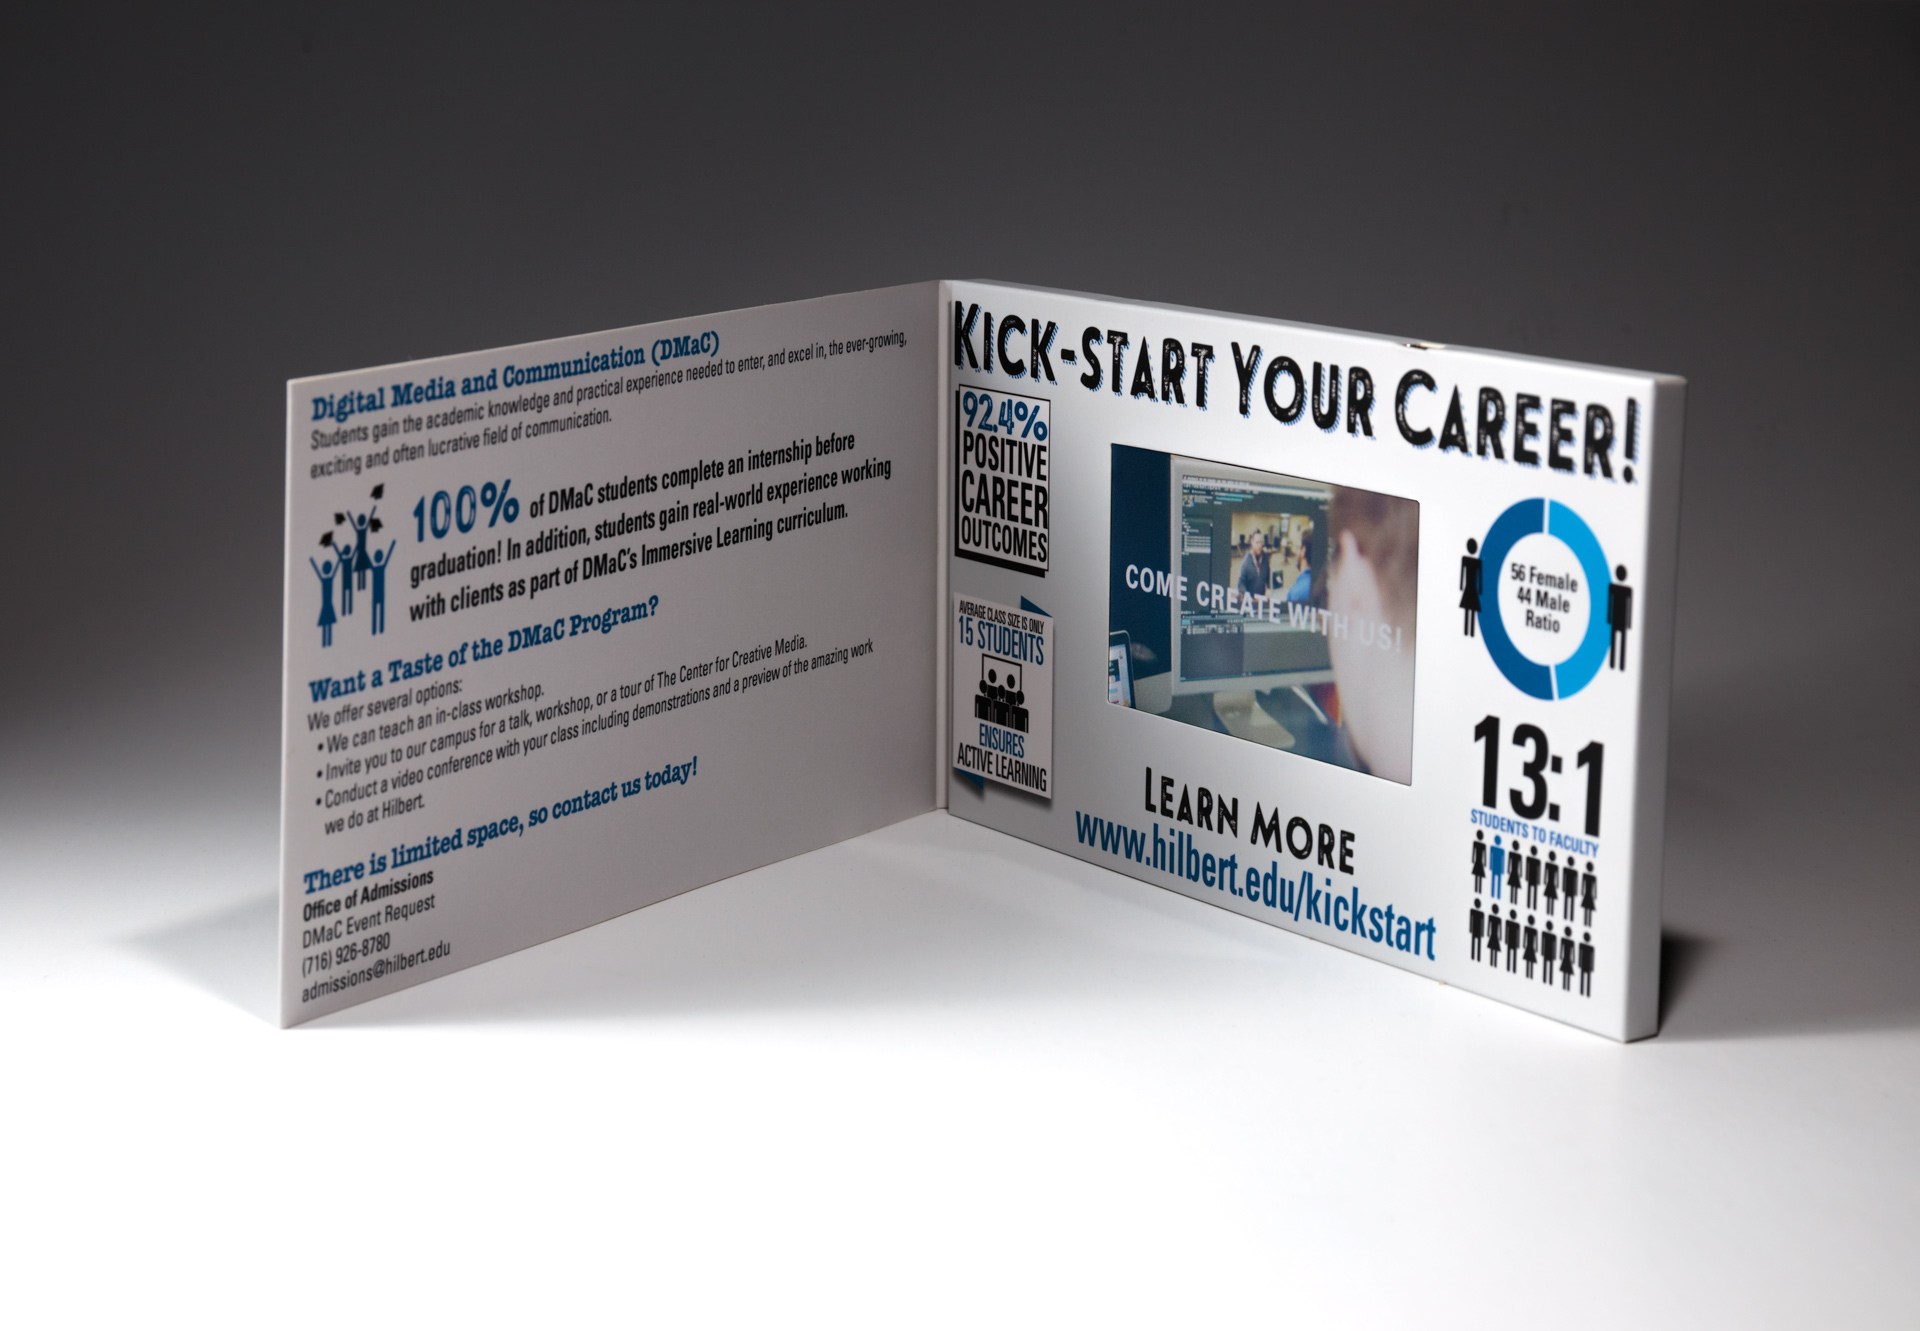 Digital Media and Communication (DMaC)
Students gain the academic knowledge and practical experience needed to enter, and excel in, the ever-growing,
exciting and often lucrative field of communication.
100% of DMaC students complete an internship before
graduation! In addition, students gain real-world experience working
with clients as part of DMaC's Immersive Learning curriculum.
Want a Taste of the DMaC Program?
We offer several options:
• We can teach an in-class workshop.
• Invite you to our campus for a talk, workshop, or a tour of The Center for Creative Media.
• Conduct a video conference with your class including demonstrations and a preview of the amazing work
we do at Hilbert.
There is limited space, so contact us today!
Office of Admissions
DMaC Event Request
(716) 926-8780
admissions@hilbert.edu
KICK-START YOUR CAREER!
92.4%
POSITIVE
CAREER
OUTCOMES
AVERAGE CLASS SIZE IS ONLY
15 STUDENTS
ENSURES
ACTIVE LEARNING
COME CREATE WITH US!
LEARN MORE
www.hilbert.edu/kickstart
56 Female
44 Male
Ratio
13:1
STUDENTS TO FACULTY